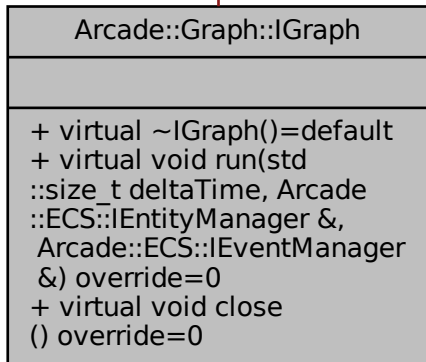 Arcade::Graph::IGraph
+ virtual ~IGraph()=default
+ virtual void run(std
::size_t deltaTime, Arcade
::ECS::IEntityManager &,
Arcade::ECS::IEventManager
&) override=0
+ virtual void close
() override=0